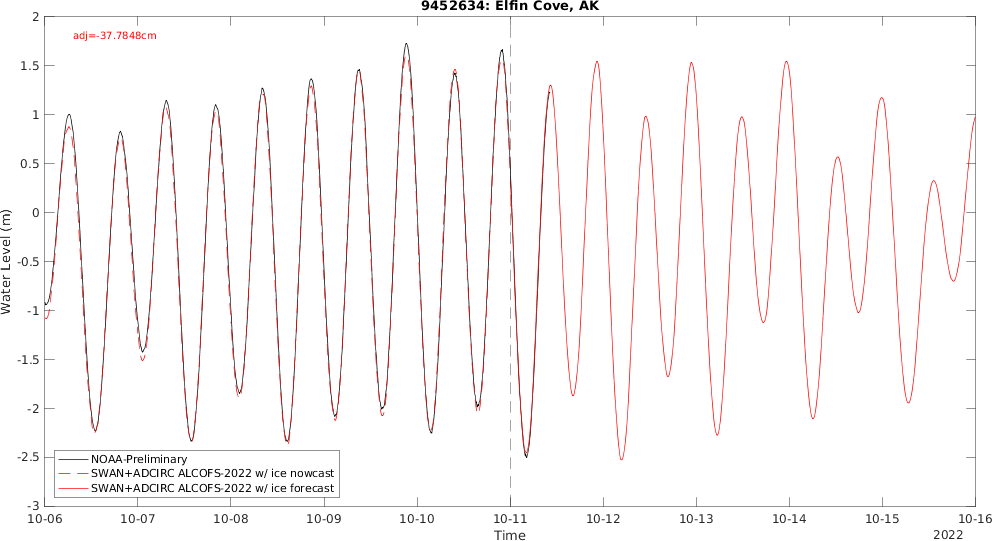 9452634: Elfin Cove, AK
adj=-37.7848cm
2
1.5
1
0.5
0
-0.5
-1
-1.5
-2
-2.5
-3
Water Level (m)
NOAA-Preliminary
SWAN+ADCIRC ALCOFS-2022 w/ ice nowcast
SWAN+ADCIRC ALCOFS-2022 w/ ice forecast
10-06 10-07 10-08 10-09 10-10 10-11 10-12 10-13 10-14 10-15 10-16
Time
2022